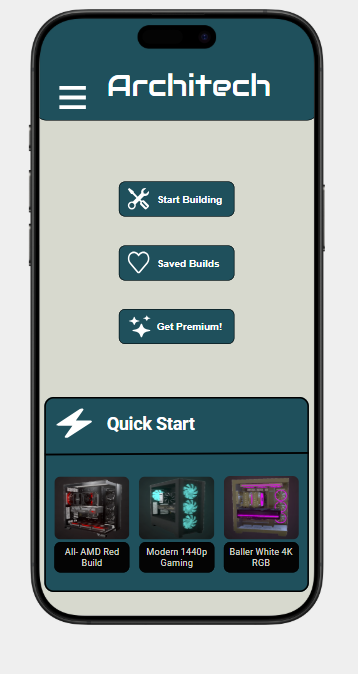 Architech
Start Building
Saved Builds
Get Premium!
Quick Start
All- AMD Red
Build
Modern 1440p
Gaming
Baller White 4K
RGB